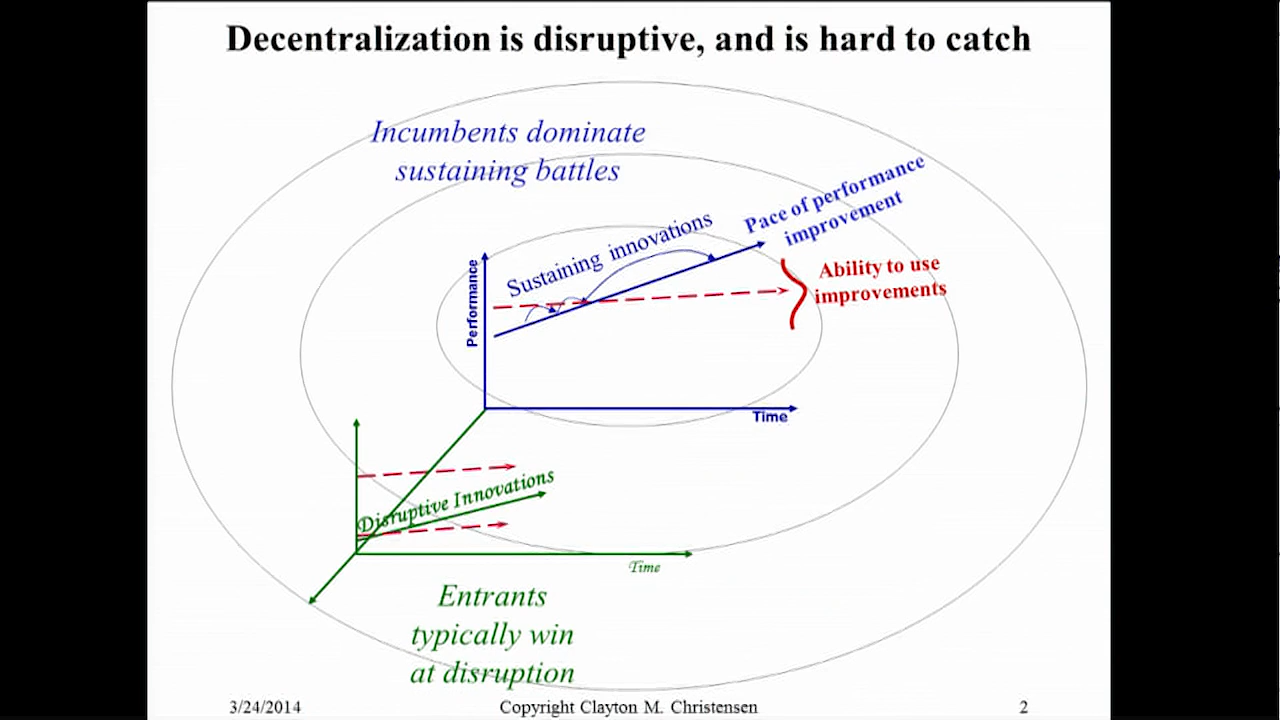 Decentralization is disruptive, and is hard to catch
Incumbents dominate
sustaining battles
Pace of performance
improvement
Sustaining innovations
Ability to use
improvements
Performance
Time
Disruptive Innovations
Time
Entrants
typically win
at disruption
3/24/2014
Copyright Clayton M. Christensen
2